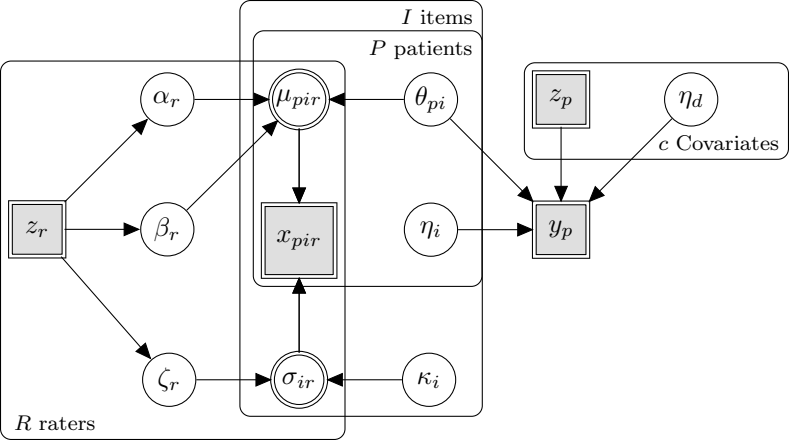 I items
P patients
α_r
μ_pir
θ_pi
z_p
η_d
c Covariates
z_r
β_r
x_pir
η_i
y_p
ζ_r
σ_ir
κ_i
R raters